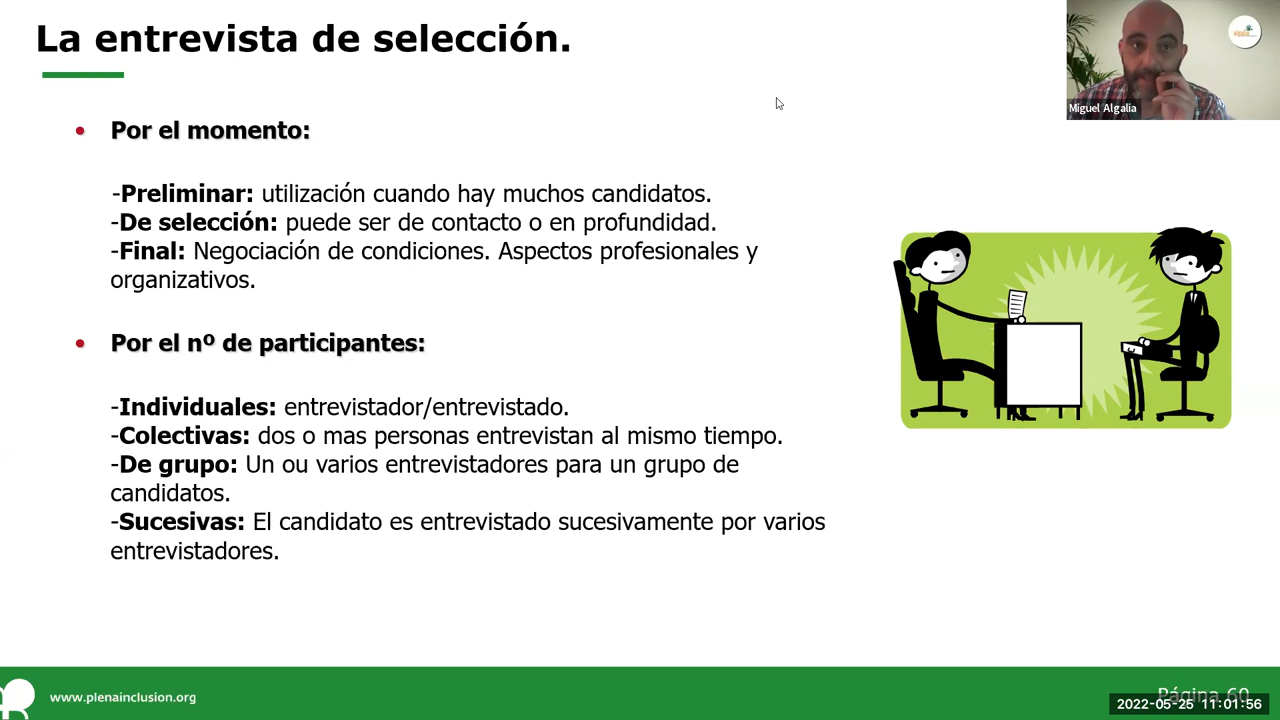 La entrevista de selección.
Miguel Algalia
• Por el momento:
-Preliminar: utilización cuando hay muchos candidatos.
-De selección: puede ser de contacto o en profundidad.
-Final: Negociación de condiciones. Aspectos profesionales y
organizativos.
• Por el nº de participantes:
-Individuales: entrevistador/entrevistado.
-Colectivas: dos o mas personas entrevistan al mismo tiempo.
-De grupo: Un ou varios entrevistadores para un grupo de
candidatos.
-Sucesivas: El candidato es entrevistado sucesivamente por varios
entrevistadores.
www.plenainclusion.org
Página 60
2022-05-25 11:01:56